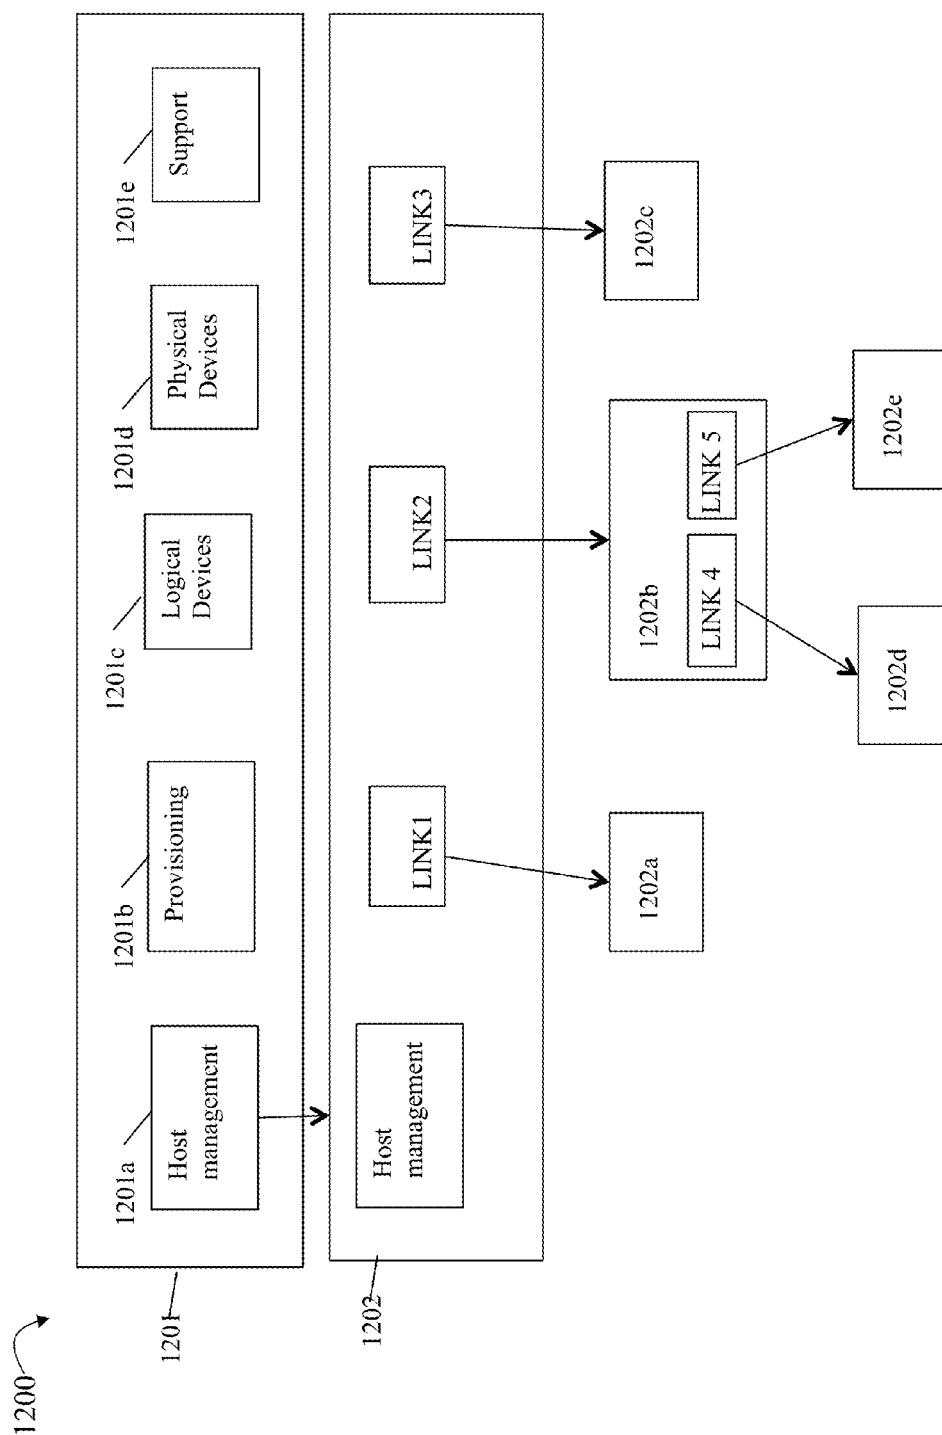 1200
1201
1201a
1201b
1201c
1201d
1201e
Host
management
Provisioning
Logical
Devices
Physical
Devices
Support
1202
Host
management
LINK1
LINK2
LINK3
1202a
1202b
LINK 4
LINK 5
1202c
1202d
1202e